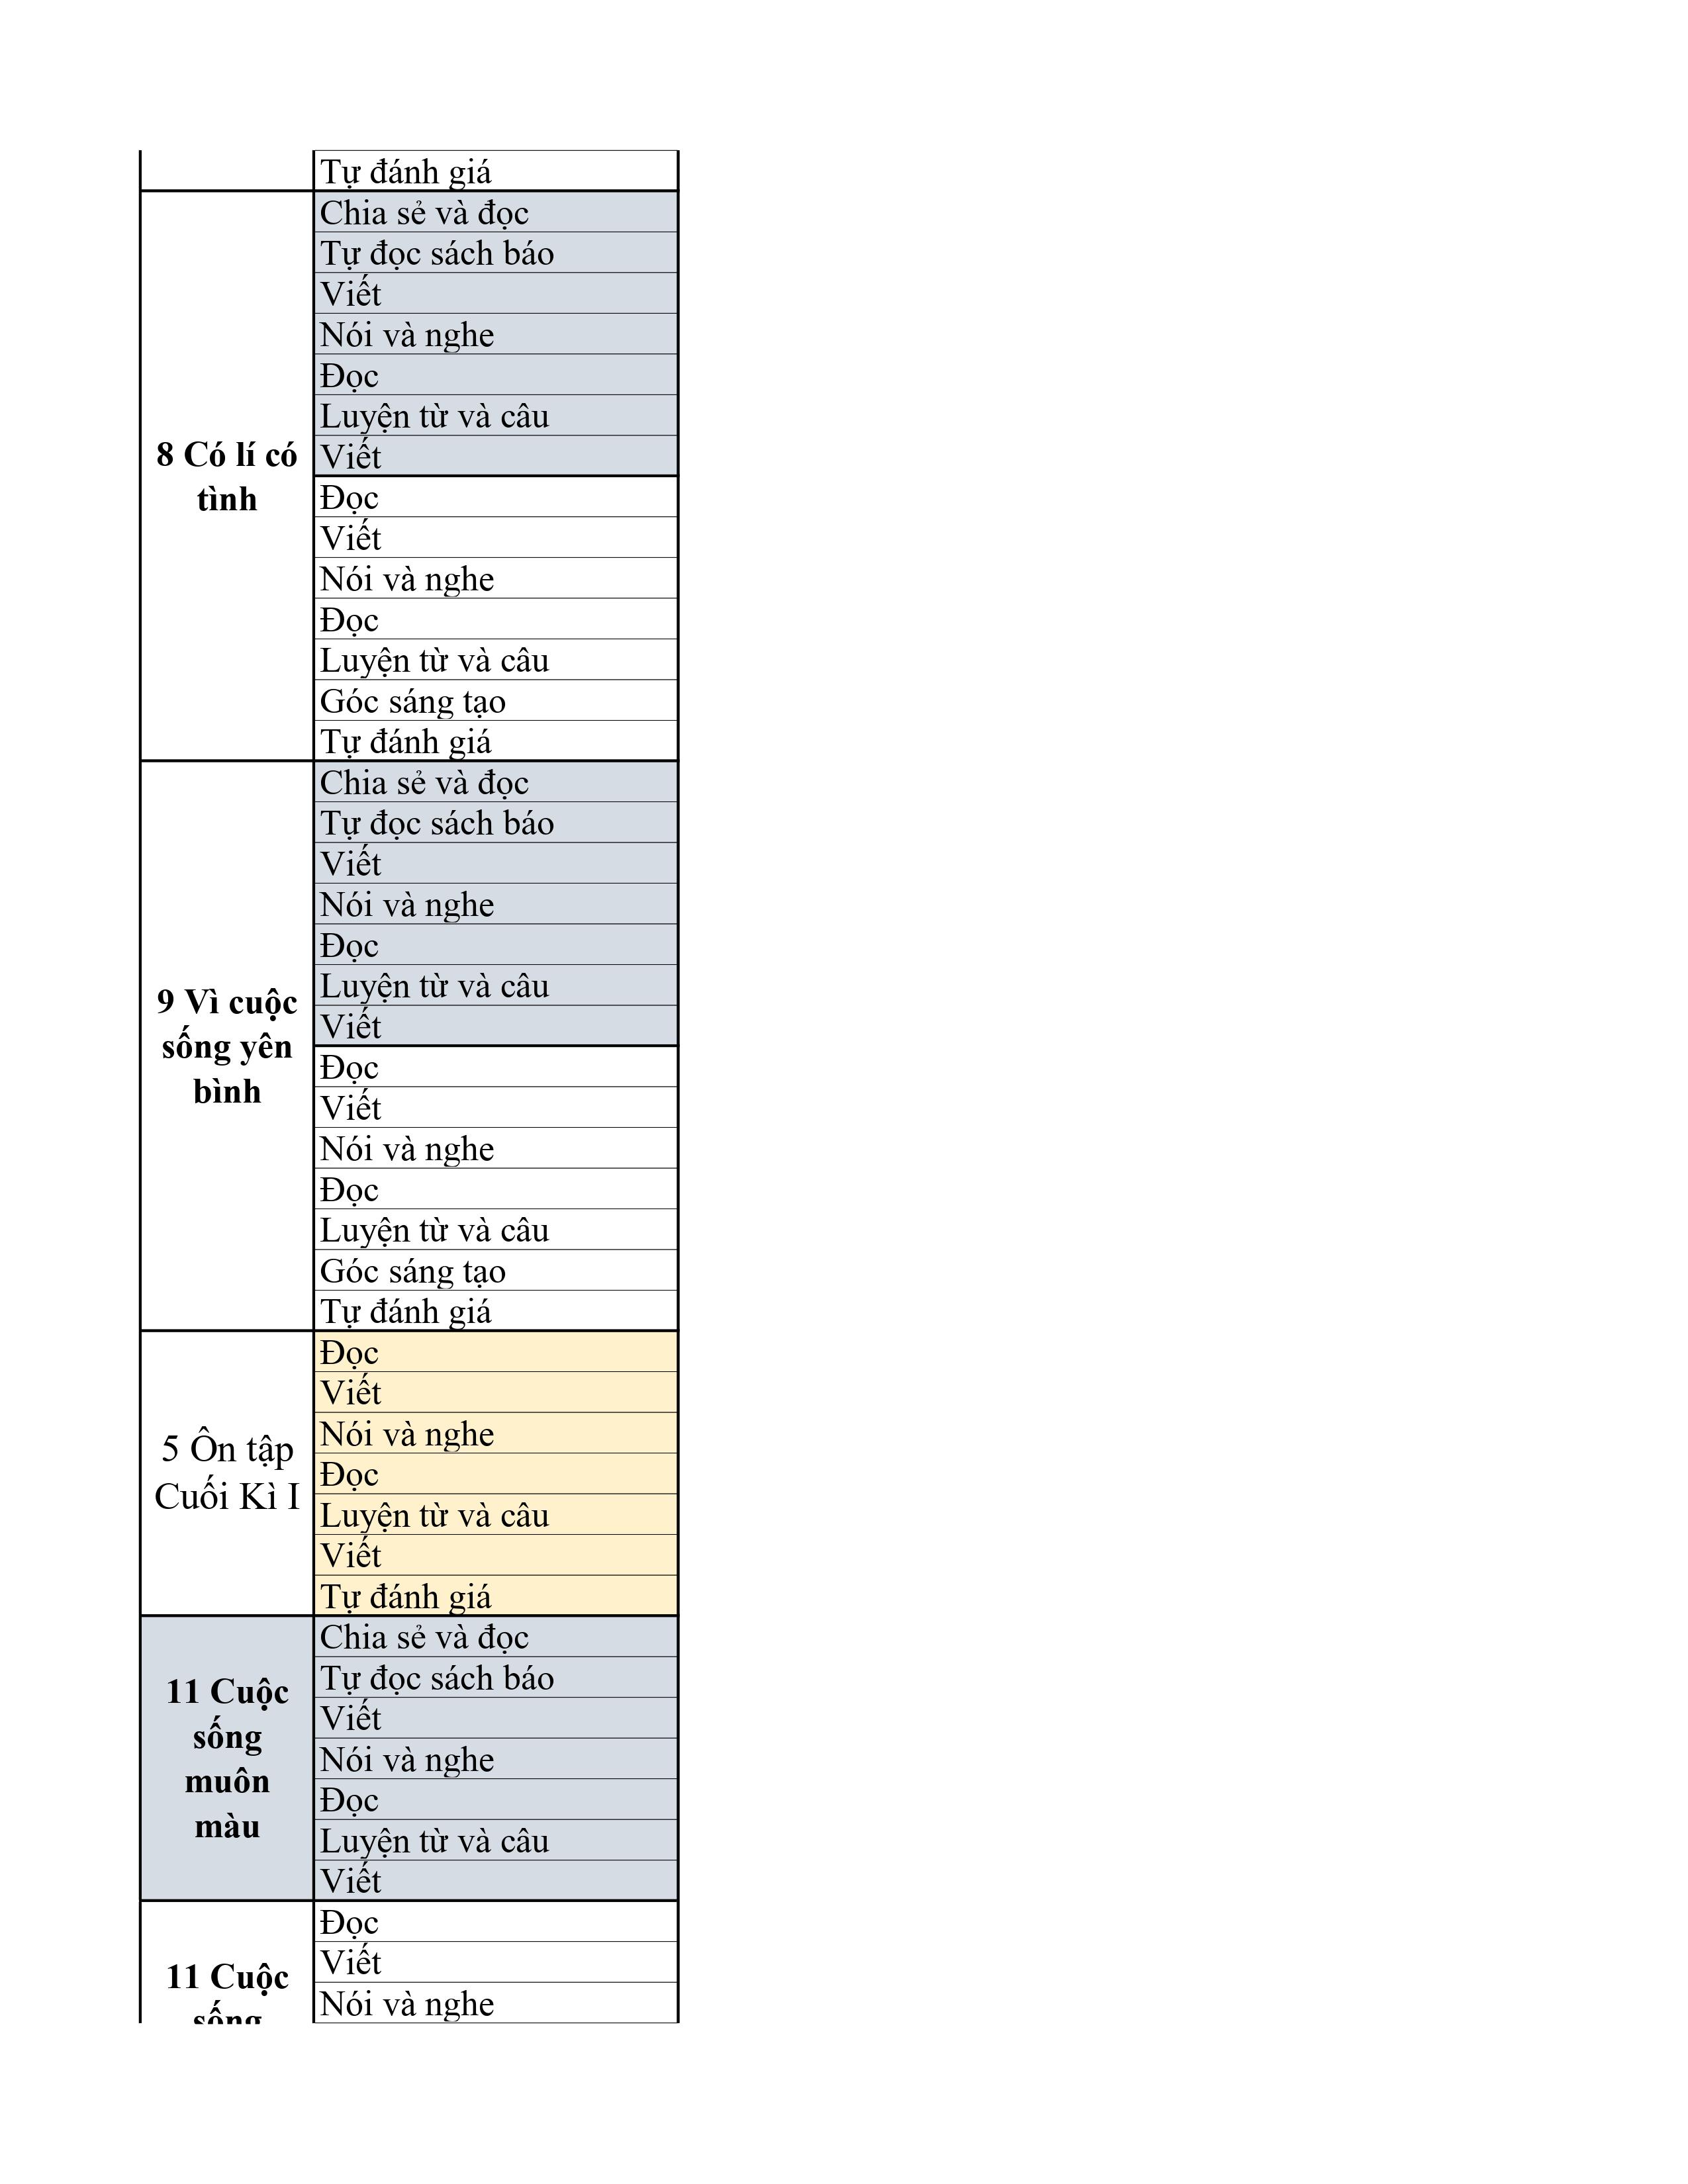 Tự đánh giá
8 Có lí có
tình
Chia sẻ và đọc
Tự đọc sách báo
Viết
Nói và nghe
Đọc
Luyện từ và câu
Viết
Đọc
Viết
Nói và nghe
Đọc
Luyện từ và câu
Góc sáng tạo
Tự đánh giá
9 Vì cuộc
sống yên
bình
Chia sẻ và đọc
Tự đọc sách báo
Viết
Nói và nghe
Đọc
Luyện từ và câu
Viết
Đọc
Viết
Nói và nghe
Đọc
Luyện từ và câu
Góc sáng tạo
Tự đánh giá
5 Ôn tập
Cuối Kì I
Đọc
Viết
Nói và nghe
Đọc
Luyện từ và câu
Viết
Tự đánh giá
11 Cuộc
sống
muôn
màu
Chia sẻ và đọc
Tự đọc sách báo
Viết
Nói và nghe
Đọc
Luyện từ và câu
Viết
11 Cuộc
sống
Đọc
Viết
Nói và nghe